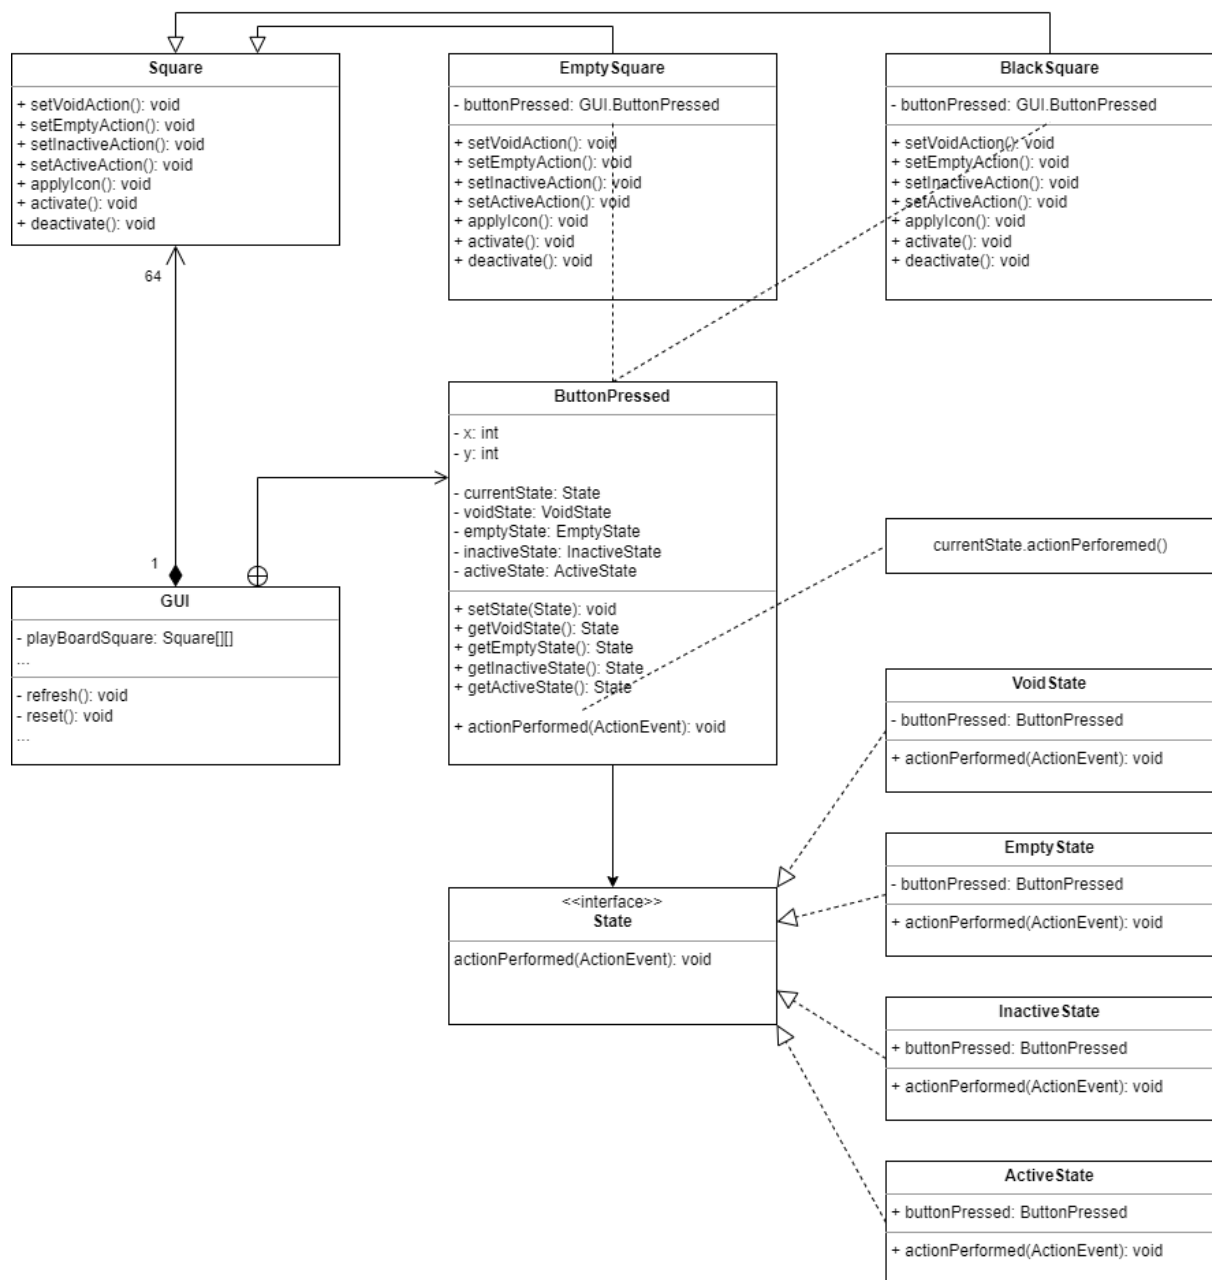 Square
+ setVoidAction(): void
+ setEmptyAction(): void
+ setInactiveAction(): void
+ setActiveAction(): void
+ applyIcon(): void
+ activate(): void
+ deactivate(): void
EmptySquare
- buttonPressed: GUI.ButtonPressed
+ setVoidAction(): void
+ setEmptyAction(): void
+ setInactiveAction(): void
+ setActiveAction(): void
+ applyIcon(): void
+ activate(): void
+ deactivate(): void
BlackSquare
- buttonPressed: GUI.ButtonPressed
+ setVoidAction(): void
+ setEmptyAction(): void
+ setInactiveAction(): void
+ setActiveAction(): void
+ applyIcon(): void
+ activate(): void
+ deactivate(): void
64
1
GUI
- playBoardSquare: Square[][]
...
- refresh(): void
- reset(): void
...
ButtonPressed
- x: int
- y: int
- currentState: State
- voidState: VoidState
- emptyState: EmptyState
- inactiveState: InactiveState
- activeState: ActiveState
+ setState(State): void
+ getVoidState(): State
+ getEmptyState(): State
+ getInactiveState(): State
+ getActiveState(): State
+ actionPerformed(ActionEvent): void
currentState.actionPerforemed()
<<interface>>
State
actionPerformed(ActionEvent): void
VoidState
- buttonPressed: ButtonPressed
+ actionPerformed(ActionEvent): void
EmptyState
- buttonPressed: ButtonPressed
+ actionPerformed(ActionEvent): void
InactiveState
+ buttonPressed: ButtonPressed
+ actionPerformed(ActionEvent): void
ActiveState
+ buttonPressed: ButtonPressed
+ actionPerformed(ActionEvent): void